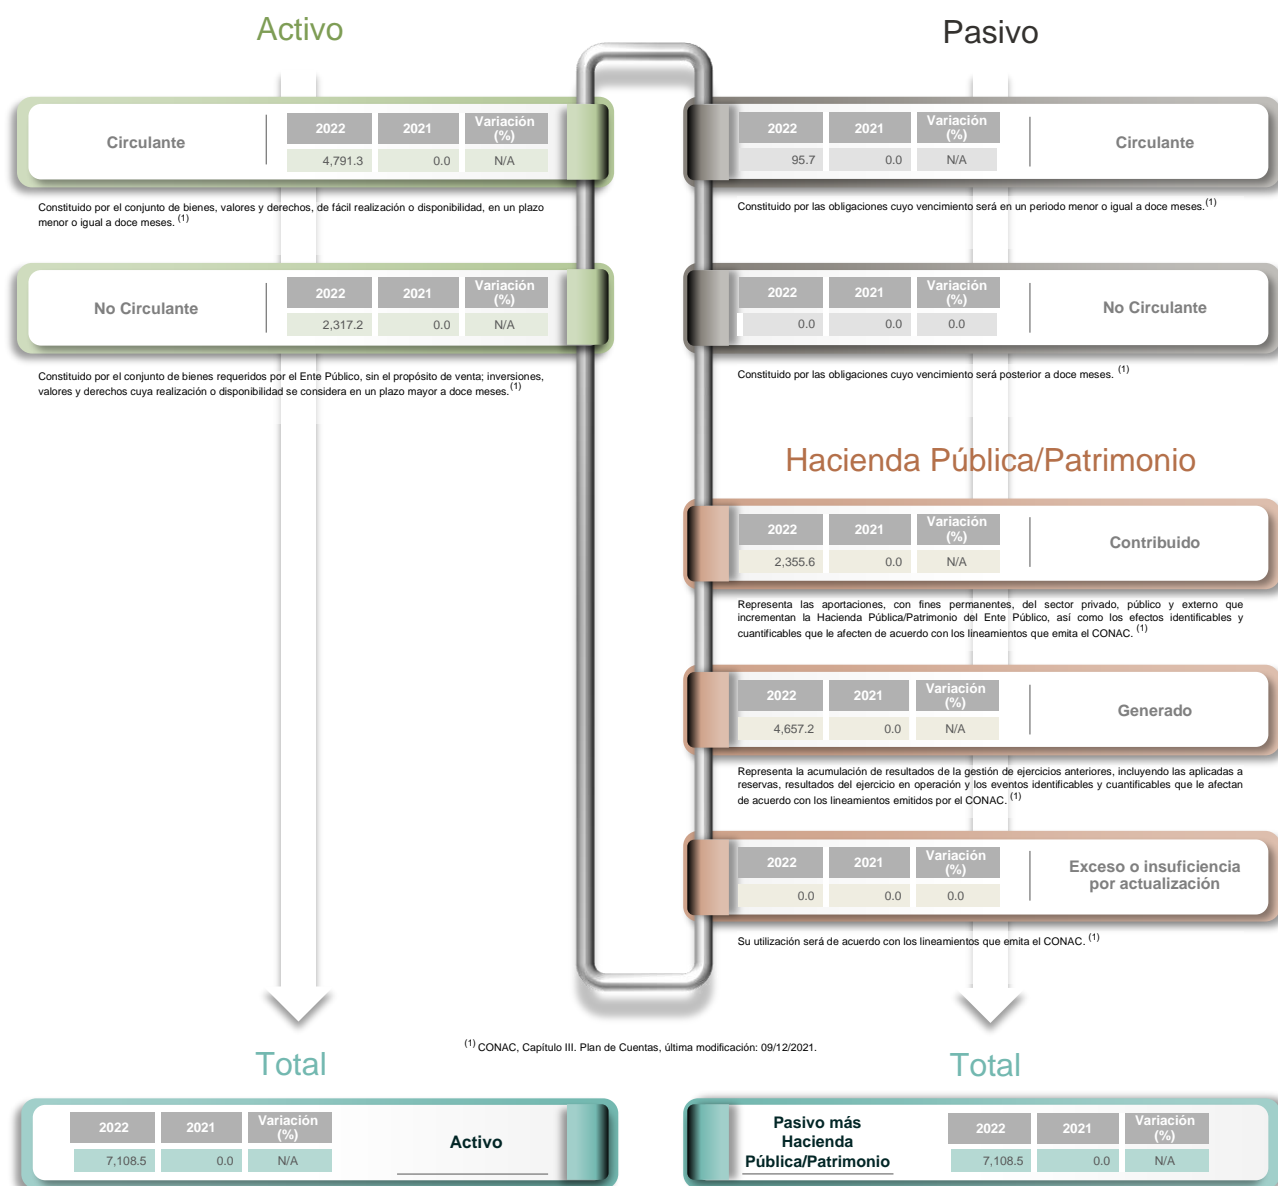 Activo
Circulante
2022 2021 Variación (%)
4,791.3 0.0 N/A
Constituido por el conjunto de bienes, valores y derechos, de fácil realización o disponibilidad, en un plazo
menor o igual a doce meses. (1)
No Circulante
2022 2021 Variación (%)
2,317.2 0.0 N/A
Constituido por el conjunto de bienes requeridos por el Ente Público, sin el propósito de venta; inversiones,
valores y derechos cuya realización o disponibilidad se considera en un plazo mayor a doce meses. (1)
Pasivo
2022 2021 Variación (%)
95.7 0.0 N/A
Circulante
Constituido por las obligaciones cuyo vencimiento será en un periodo menor o igual a doce meses. (1)
2022 2021 Variación (%)
0.0 0.0 0.0
No Circulante
Constituido por las obligaciones cuyo vencimiento será posterior a doce meses. (1)
Hacienda Pública/Patrimonio
2022 2021 Variación (%)
2,355.6 0.0 N/A
Contribuido
Representa las aportaciones, con fines permanentes, del sector privado, público y externo que
incrementan la Hacienda Pública/Patrimonio del Ente Público, así como los efectos identificables y
cuantificables que le afecten de acuerdo con los lineamientos que emita el CONAC. (1)
2022 2021 Variación (%)
4,657.2 0.0 N/A
Generado
Representa la acumulación de resultados de la gestión de ejercicios anteriores, incluyendo las aplicadas a
reservas, resultados del ejercicio en operación y los eventos identificables y cuantificables que le afectan
de acuerdo con los lineamientos emitidos por el CONAC. (1)
2022 2021 Variación (%)
0.0 0.0 0.0
Exceso o insuficiencia
por actualización
Su utilización será de acuerdo con los lineamientos que emita el CONAC. (1)
(1) CONAC, Capítulo III. Plan de Cuentas, última modificación: 09/12/2021.
Total
2022 2021 Variación (%)
7,108.5 0.0 N/A
Activo
Total
Pasivo más
Hacienda
Pública/Patrimonio
2022 2021 Variación (%)
7,108.5 0.0 N/A